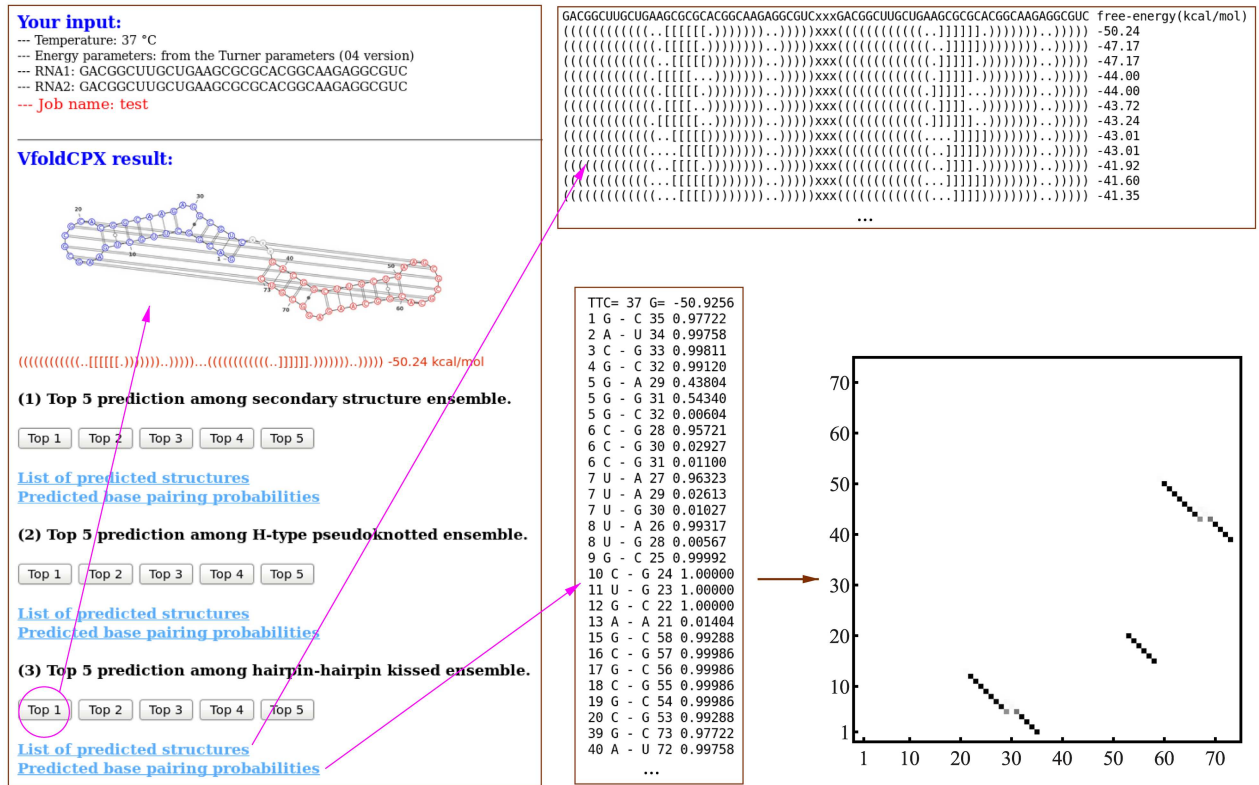 Your input:
--- Temperature: 37 °C
--- Energy parameters: from the Turner parameters (04 version)
--- RNA1: GACGGCUUGCUGAAGCGCGCACGGCAAGAGGCGUC
--- RNA2: GACGGCUUGCUGAAGCGCGCACGGCAAGAGGCGUC
--- Job name: test
VfoldCPX result:
20
30
10
1
40
50
73
70
60
((((((((((((..[[[[[[.)))))))..)))))...((((((((((((..]]]]]].)))))))..))))) -50.24 kcal/mol
(1) Top 5 prediction among secondary structure ensemble.
Top 1 Top 2 Top 3 Top 4 Top 5
List of predicted structures
Predicted base pairing probabilities
(2) Top 5 prediction among H-type pseudoknotted ensemble.
Top 1 Top 2 Top 3 Top 4 Top 5
List of predicted structures
Predicted base pairing probabilities
(3) Top 5 prediction among hairpin-hairpin kissed ensemble.
Top 1 Top 2 Top 3 Top 4 Top 5
List of predicted structures
Predicted base pairing probabilities
GACGGCUUGCUGAAGCGCGCACGGCAAGAGGCGUCxxxGACGGCUUGCUGAAGCGCGCACGGCAAGAGGCGUC free-energy(kcal/mol)
((((((((((((..[[[[[[.)))))))..)))))xxx((((((((((((..]]]]]].)))))))..))))) -50.24
-47.17
-47.17
-44.00
-44.00
-43.72
-43.24
-43.01
-43.01
-41.92
-41.60
-41.35
...
TTC= 37 G= -50.9256
1 G - C 35 0.97722
2 A - U 34 0.99758
3 C - G 33 0.99811
4 G - C 32 0.99120
5 G - A 29 0.43804
5 G - G 31 0.54340
5 G - C 32 0.00604
6 C - G 28 0.95721
6 C - G 30 0.02927
6 C - G 31 0.01100
7 U - A 27 0.96323
7 U - A 29 0.02613
7 U - G 30 0.01027
8 U - A 26 0.99317
8 U - G 28 0.00567
9 G - C 25 0.99992
10 C - G 24 1.00000
11 U - G 23 1.00000
12 G - C 22 1.00000
13 A - A 21 0.01404
15 G - C 58 0.99288
16 C - G 57 0.99986
17 G - C 56 0.99986
18 C - G 55 0.99986
19 G - C 54 0.99986
20 C - G 53 0.99288
39 G - C 73 0.97722
40 A - U 72 0.99758
...
70
50
40
30
20
10
1
1 10 20 30 40 50 60 70